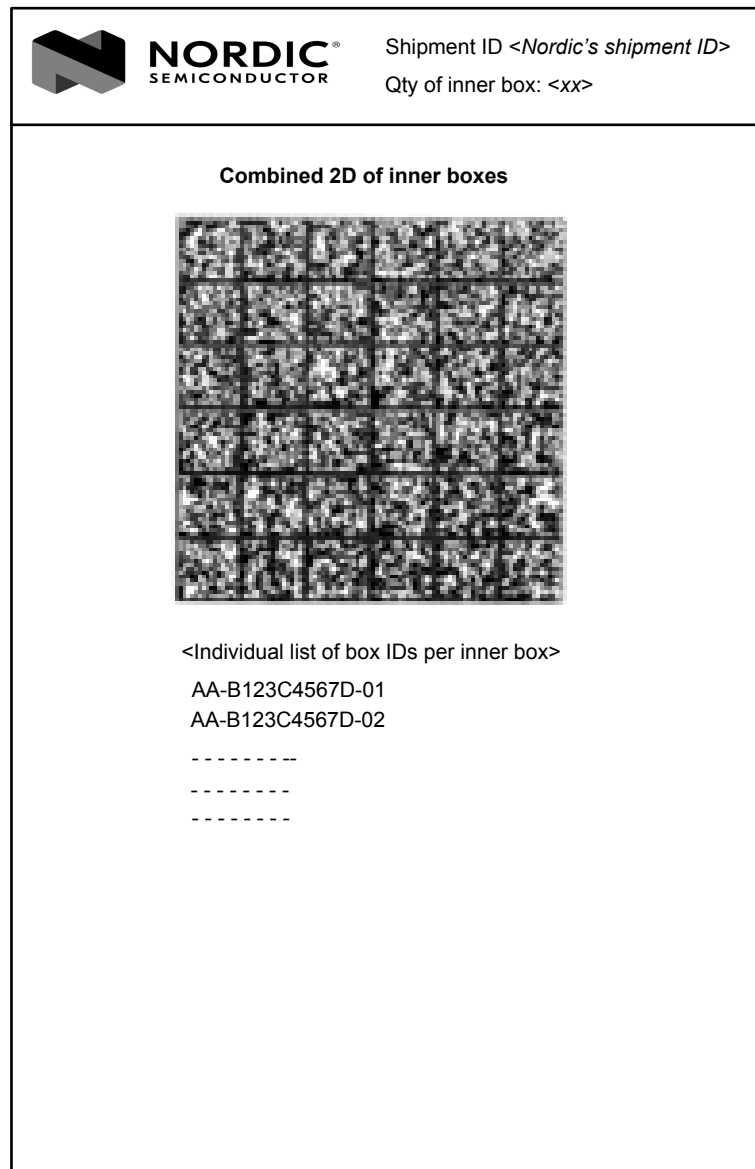 NORDIC®
SEMICONDUCTOR
Shipment ID <Nordic's shipment ID>
Qty of inner box: <xx>
Combined 2D of inner boxes
<Individual list of box IDs per inner box>
AA-B123C4567D-01
AA-B123C4567D-02
- - - - - - - --
- - - - - - - -
- - - - - - - -